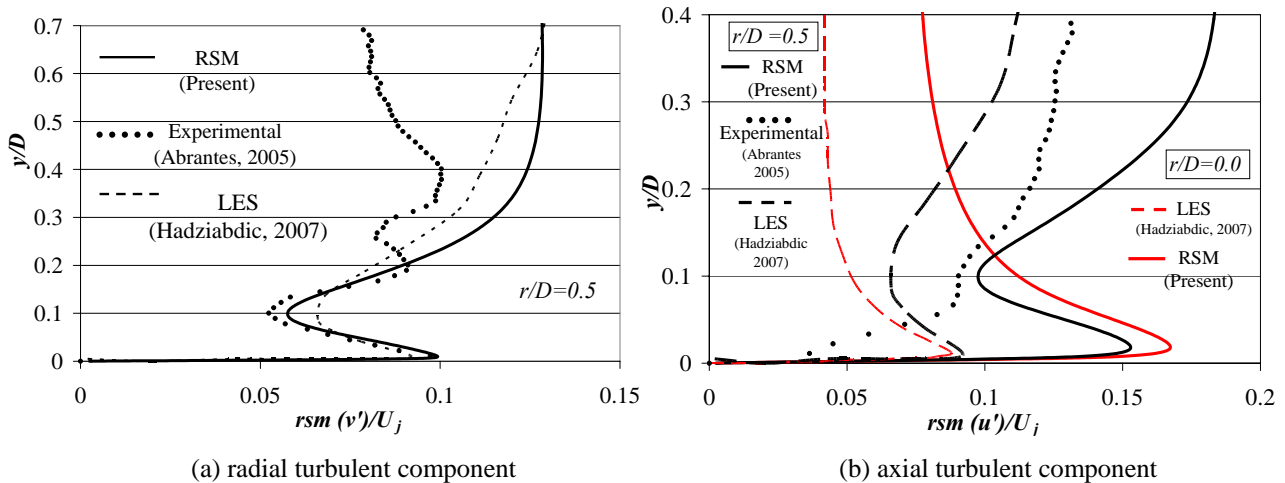 0.7
0.6
0.5
0.4
0.3
0.2
0.1
0
y/D
RSM
(Present)
Experimental
(Abrantes, 2005)
LES
(Hadziabdic, 2007)
r/D=0.5
0
0.05
0.1
0.15
rsm (v')/U j
(a) radial turbulent component
0.4
0.3
0.2
0.1
0
y/D
r/D =0.5
RSM
(Present)
Experimental
(Abrantes
2005)
LES
(Hadziabdic
2007)
r/D=0.0
LES
(Hadziabdic, 2007)
RSM
(Present)
0
0.05
0.1
0.15
0.2
rsm (u')/U j
(b) axial turbulent component